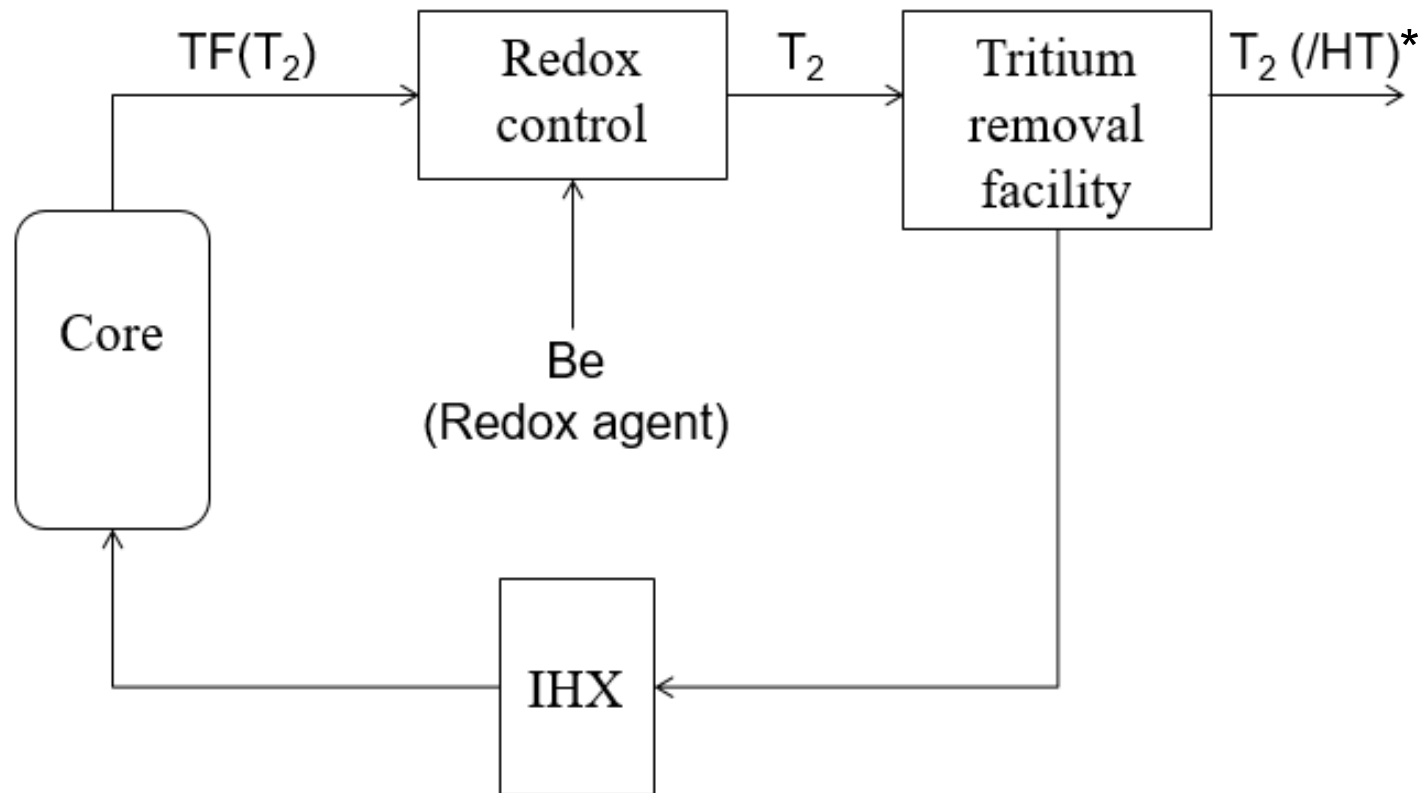 TF(T₂)
Redox
control
T₂
Tritium
removal
facility
T₂ (/HT)*
Core
Be
(Redox agent)
IHX